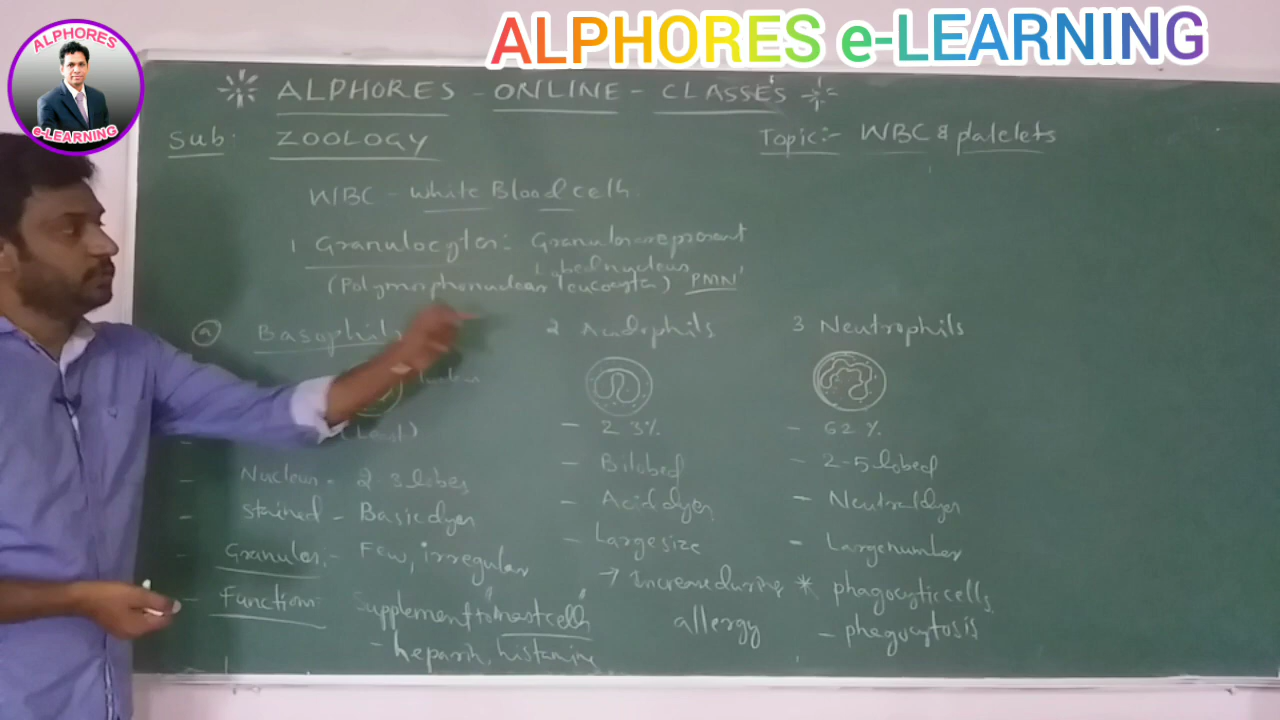 ALPHORES e-LEARNING
ALPHORES
e-LEARNING
ALPHORES - ONLINE - CLASSES
Sub: ZOOLOGY
Topic:- WBC & platelets
WBC - White Blood cells
1 Granulocytes: Granules are present
Lobed nucleus
(Polymorphonuclear leucocytes) PMN
a Basophils
2 Acidophils
3 Neutrophils
(Least)
- 2 3%
- 62 %
- Nucleus - 2-3 lobes
- Bilobed
- 2-5 lobed
- Stained - Basic dyes
- Acid dyes
- Neutral dyes
- Granules - Few, irregular
- Large size
- Large number
- Function: Supplement to mast cells
- heparin, histamine
→ Increase during
allergy
* phagocytic cells
- phagocytosis